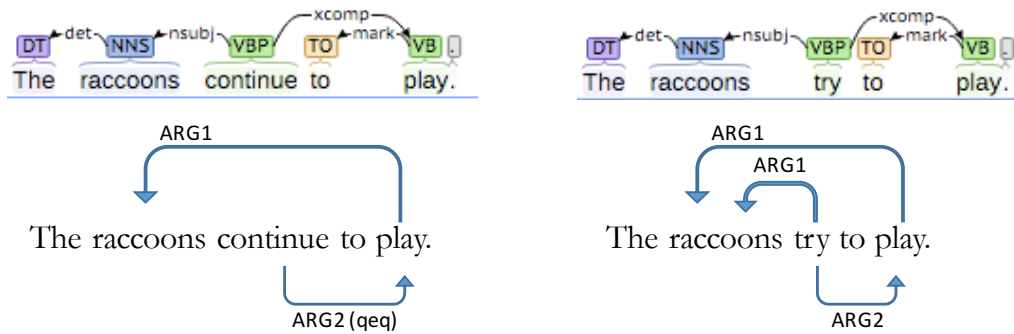 xcomp
det nsubj mark
DT NNS VBP TO VB .
The raccoons continue to play.
ARG1
The raccoons continue to play.
ARG2 (qeq)
xcomp
det nsubj mark
DT NNS VBP TO VB .
The raccoons try to play.
ARG1
ARG1
The raccoons try to play.
ARG2